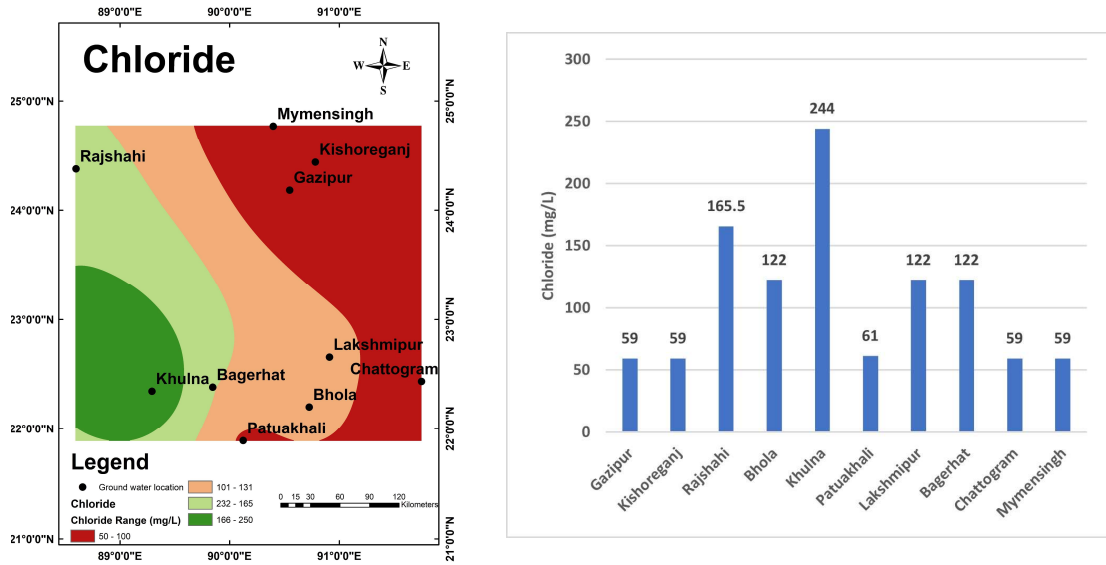 89°0'0"E 90°0'0"E 91°0'0"E
Chloride
N
W E
S
25°0'0"N 25°0'0"N
Mymensingh
Kishoreganj
Rajshahi
Gazipur
24°0'0"N 24°0'0"N
23°0'0"N 23°0'0"N
Lakshmipur
Chattogram
Khulna Bagerhat
Bhola
22°0'0"N 22°0'0"N
Patuakhali
Legend
Ground water location
Chloride
Chloride Range (mg/L)
50 - 100
101 - 131
232 - 165
166 - 250
0 15 30 60 90 120
Kilometers
21°0'0"N 21°0'0"N
89°0'0"E 90°0'0"E 91°0'0"E
Chloride (mg/L)
300
250
200
150
100
50
0
59
59
165.5
122
244
61
122
122
59
59
Gazipur
Kishoreganj
Rajshahi
Bhola
Khulna
Patuakhali
Lakshmipur
Bagerhat
Chattogram
Mymensingh